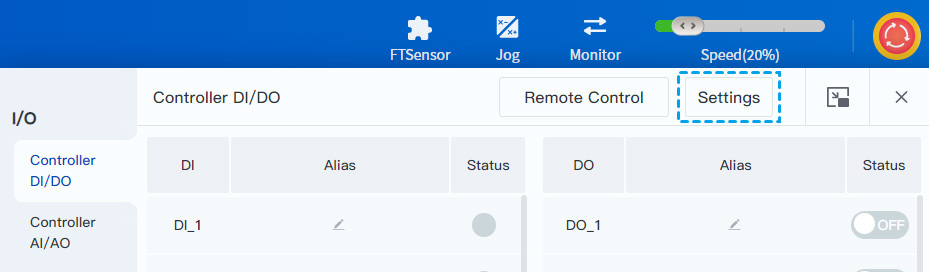 FTSensor Jog Monitor Speed(20%)
I/O
Controller DI/DO Remote Control Settings
Controller
DI/DO
DI Alias Status DO Alias Status
DI_1 DO_1 OFF
Controller
AI/AO